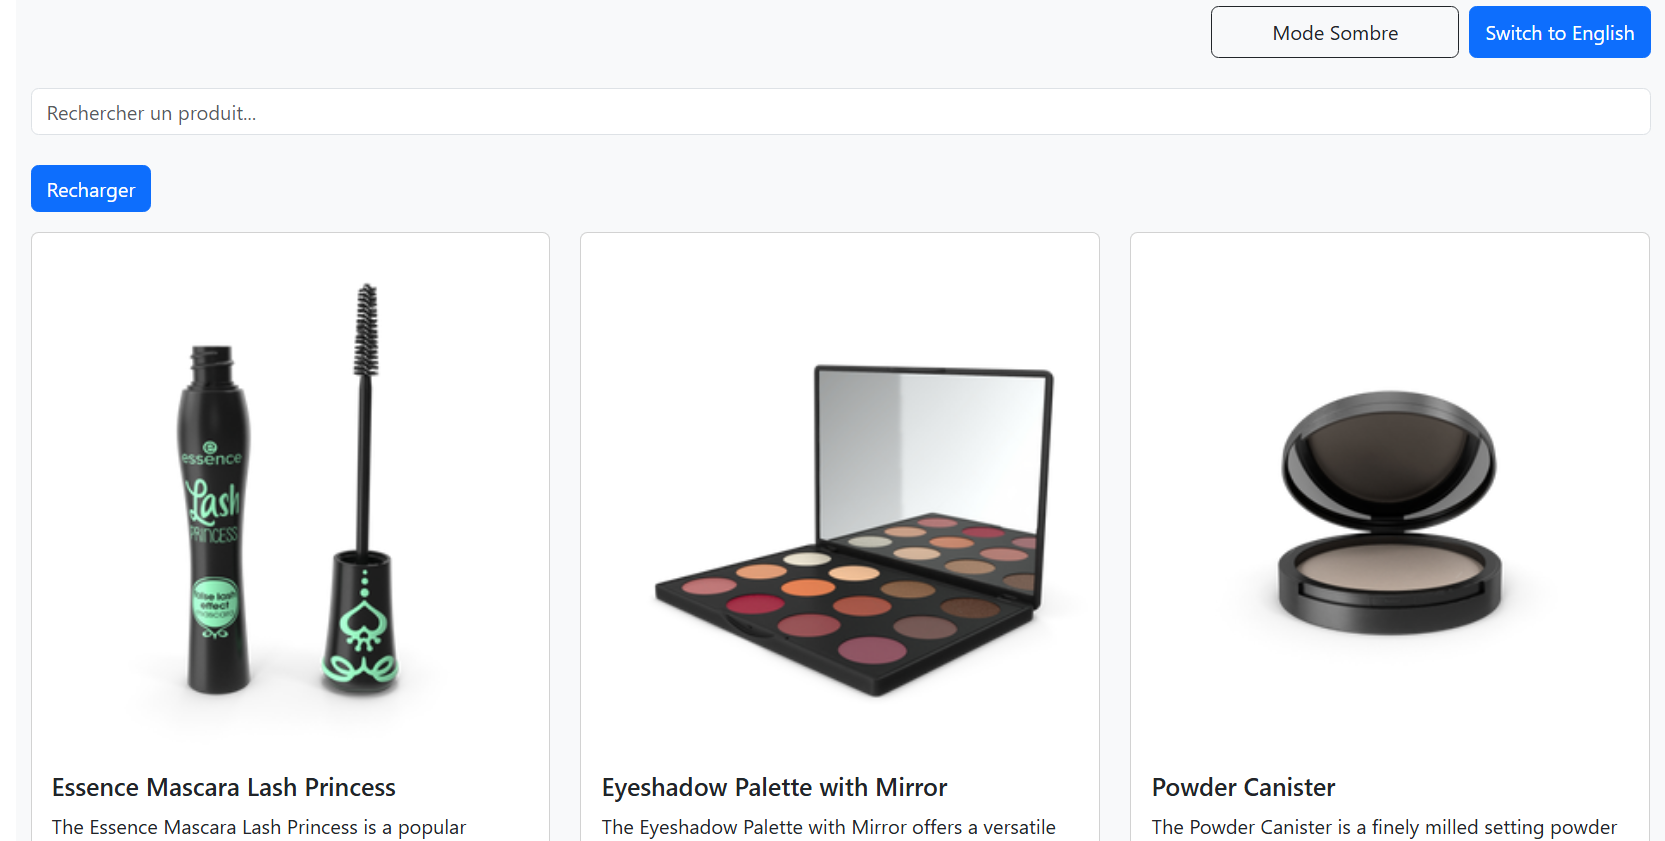 Mode Sombre
Switch to English
Rechercher un produit...
Recharger
essence
Lash
PRINCESS
false lash
effect
mascara
Essence Mascara Lash Princess
The Essence Mascara Lash Princess is a popular
Eyeshadow Palette with Mirror
The Eyeshadow Palette with Mirror offers a versatile
Powder Canister
The Powder Canister is a finely milled setting powder